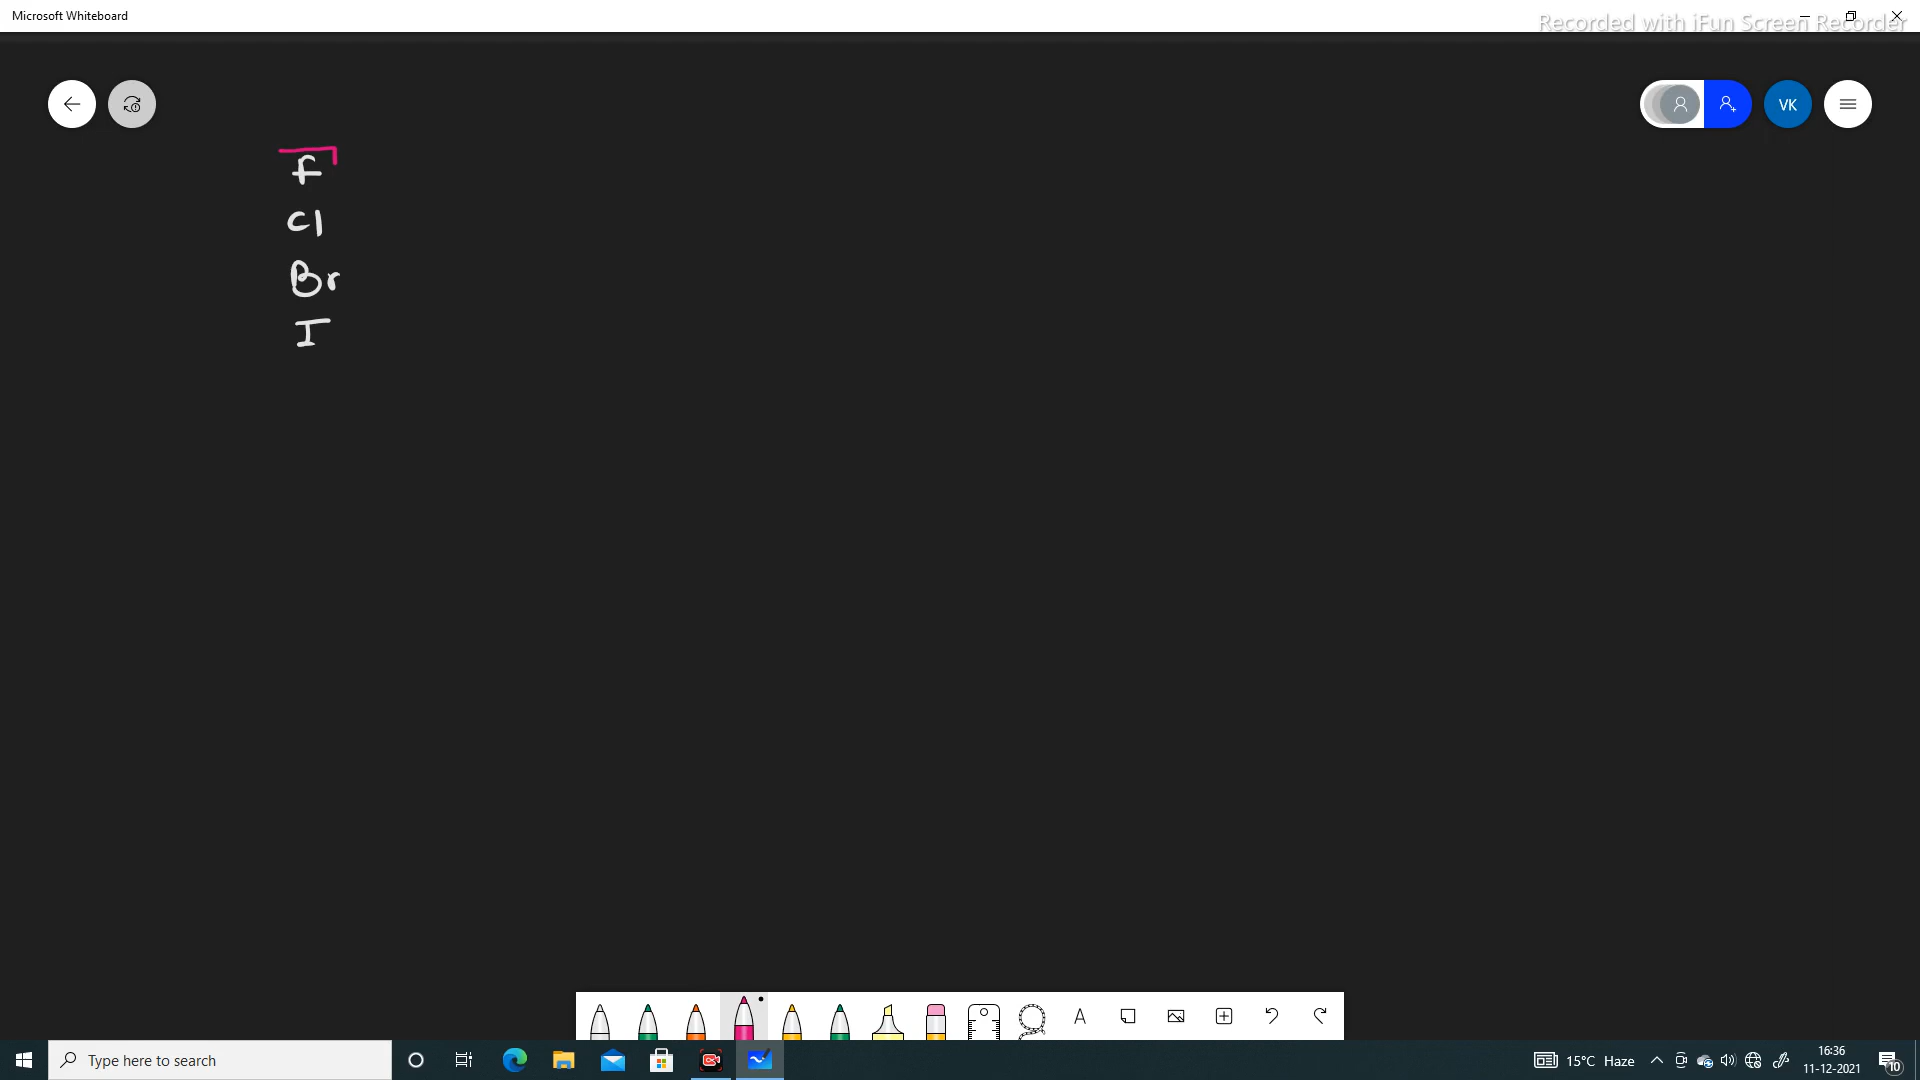 Microsoft Whiteboard
Recorded with iFun Screen Recorder
VK
F
Cl
Br
I
A
Type here to search
15°C Haze
16:36
11-12-2021
10